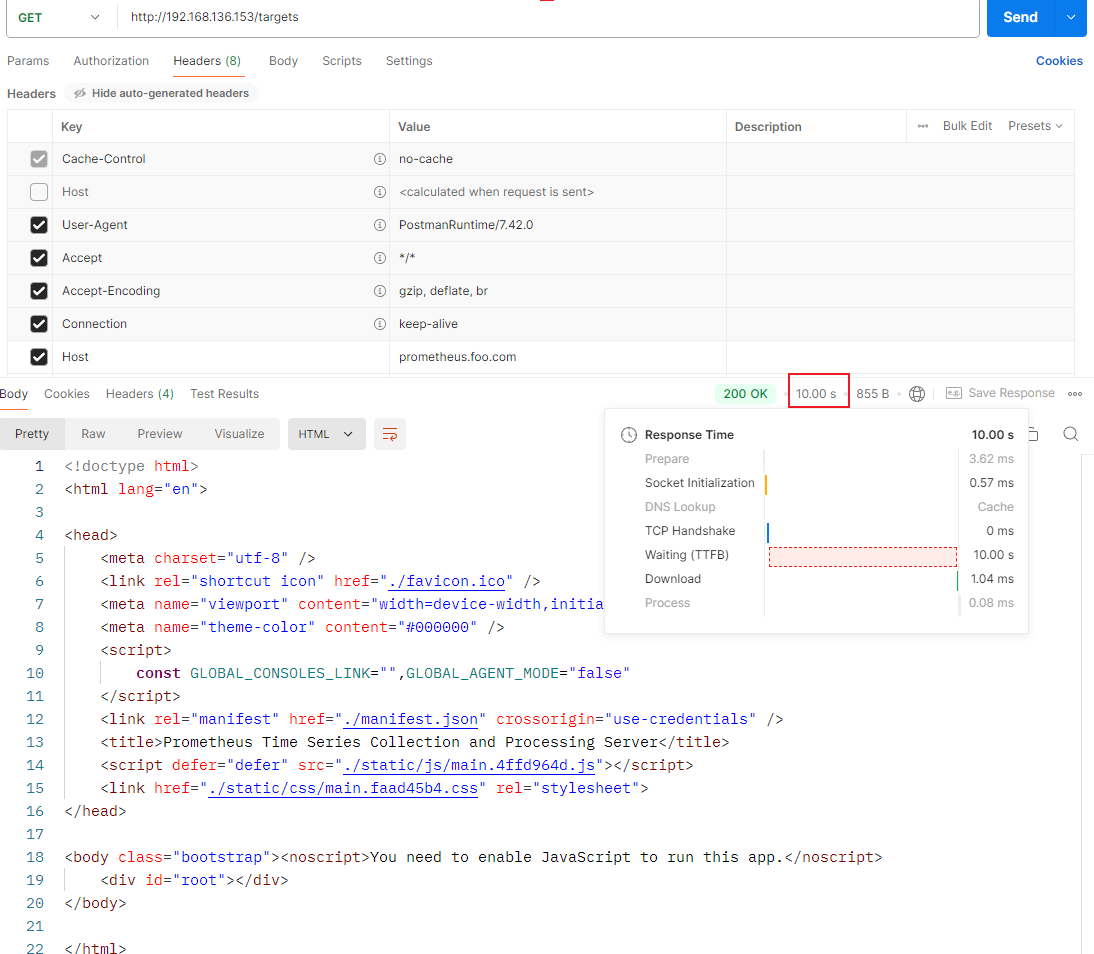 GET http://192.168.136.153/targets Send
Params Authorization Headers (8) Body Scripts Settings Cookies
Headers Hide auto-generated headers
Key Value Description Bulk Edit Presets
Cache-Control no-cache
Host <calculated when request is sent>
User-Agent PostmanRuntime/7.42.0
Accept */*
Accept-Encoding gzip, deflate, br
Connection keep-alive
Host prometheus.foo.com
Body Cookies Headers (4) Test Results 200 OK 10.00 s 855 B e.g. Save Response
Pretty Raw Preview Visualize HTML
Response Time 10.00 s
Prepare 3.62 ms
Socket Initialization 0.57 ms
DNS Lookup Cache
TCP Handshake 0 ms
Waiting (TTFB) 10.00 s
Download 1.04 ms
Process 0.08 ms
1 <!doctype html>
2 <html lang="en">
3
4 <head>
5 <meta charset="utf-8" />
6 <link rel="shortcut icon" href="./favicon.ico" />
7 <meta name="viewport" content="width=device-width,initia
8 <meta name="theme-color" content="#000000" />
9 <script>
10 const GLOBAL_CONSOLES_LINK="",GLOBAL_AGENT_MODE="false"
11 </script>
12 <link rel="manifest" href="./manifest.json" crossorigin="use-credentials" />
13 <title>Prometheus Time Series Collection and Processing Server</title>
14 <script defer="defer" src="./static/js/main.4ffd964d.js"></script>
15 <link href="./static/css/main.faad45b4.css" rel="stylesheet">
16 </head>
17
18 <body class="bootstrap"><noscript>You need to enable JavaScript to run this app.</noscript>
19 <div id="root"></div>
20 </body>
21
22 </html>